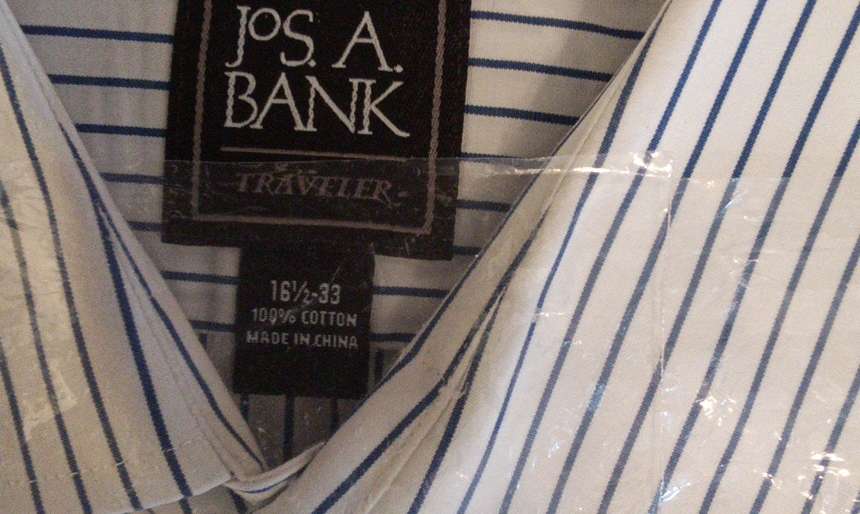 JOS. A.
BANK
TRAVELER
16½-33
100% COTTON
MADE IN CHINA